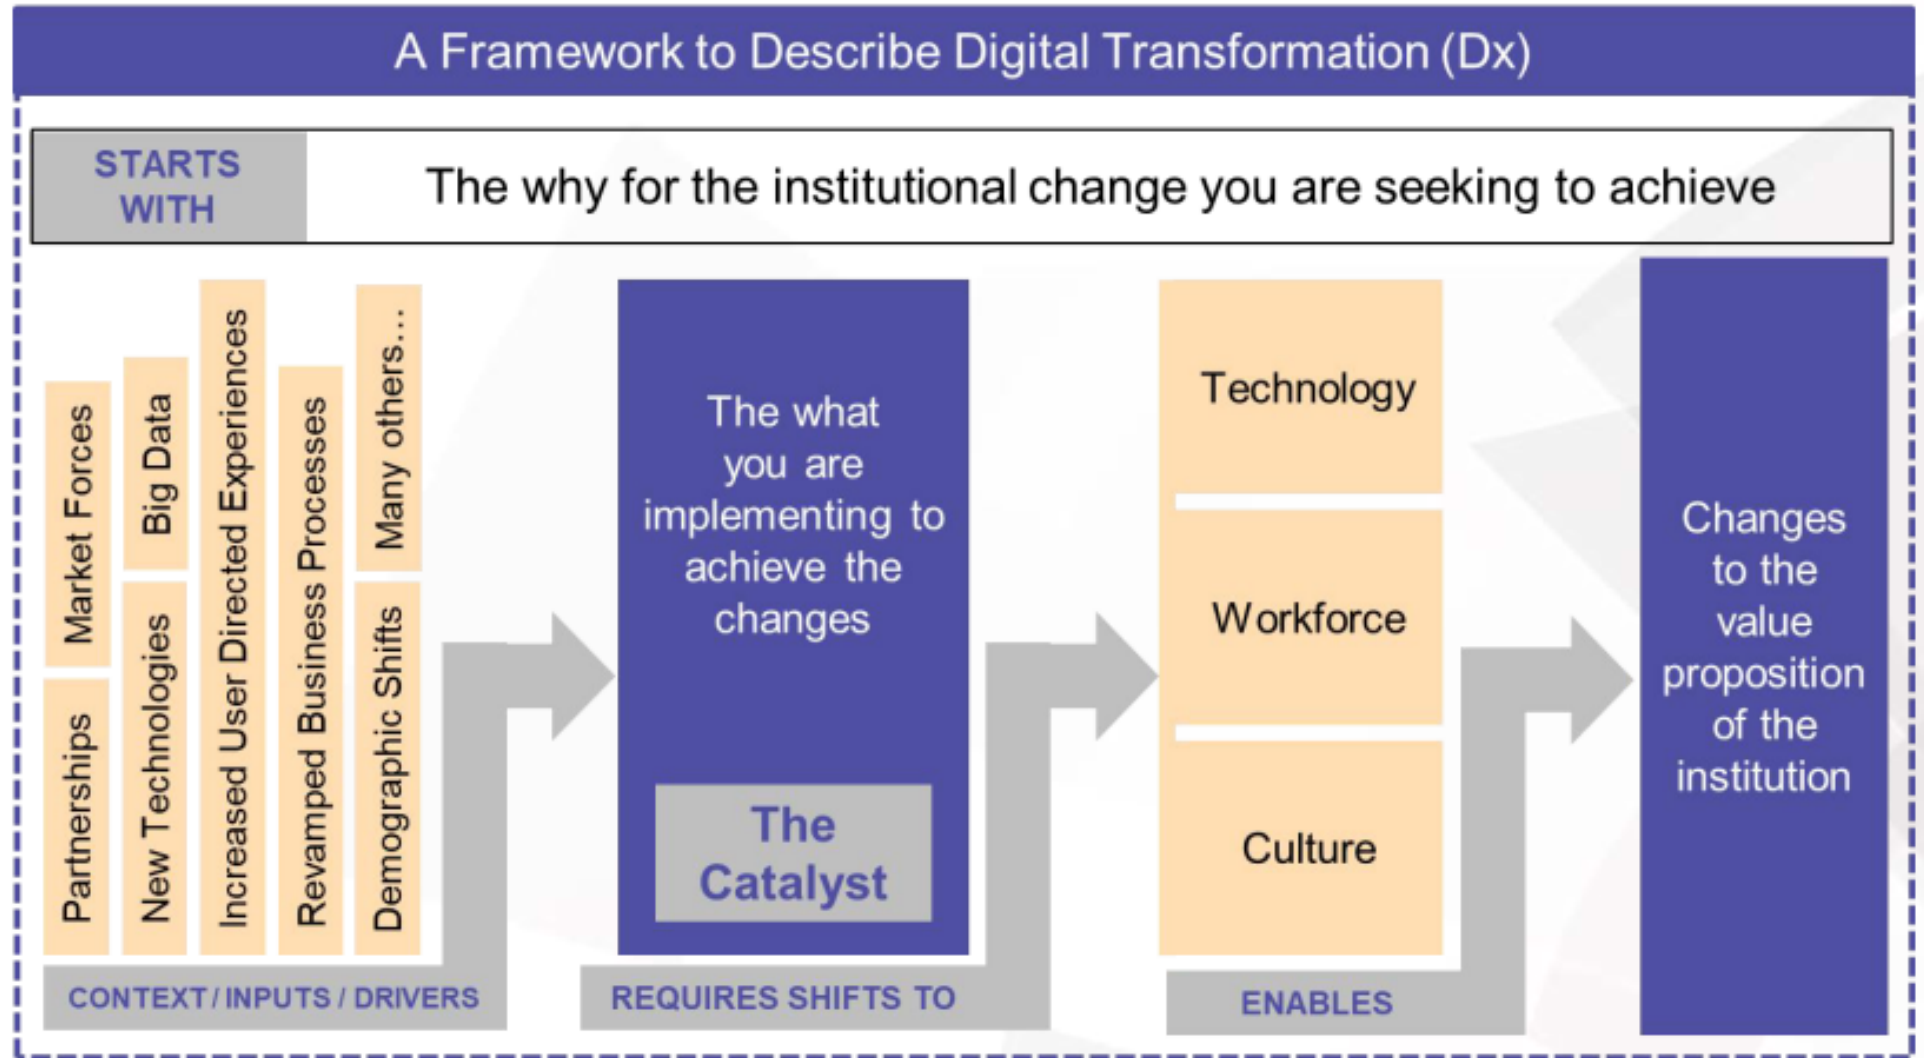 A Framework to Describe Digital Transformation (Dx)
STARTS
WITH
The why for the institutional change you are seeking to achieve
Market Forces
Partnerships
Big Data
New Technologies
Increased User Directed Experiences
Revamped Business Processes
Many others...
Demographic Shifts
CONTEXT / INPUTS / DRIVERS
The what
you are
implementing to
achieve the
changes
The
Catalyst
REQUIRES SHIFTS TO
Technology
Workforce
Culture
ENABLES
Changes
to the
value
proposition
of the
institution